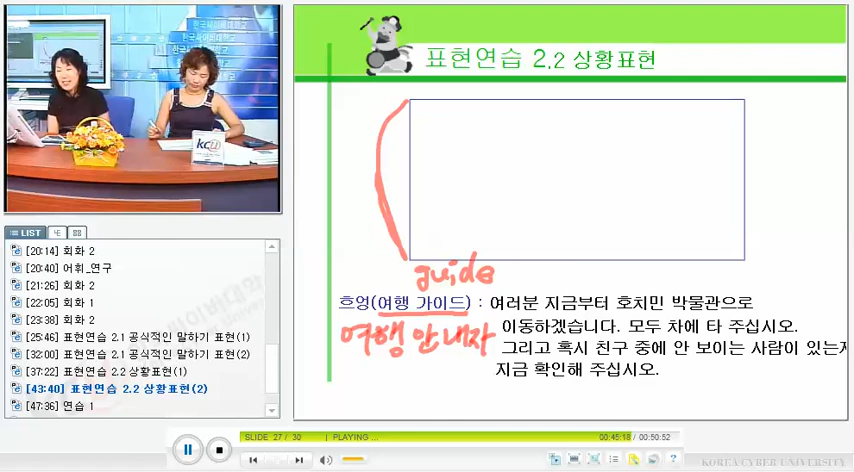 한국사이버대학교
kcu
표현연습 2.2 상황표현
guide
흐엉(여행 가이드) : 여러분 지금부터 호치민 박물관으로
이동하겠습니다. 모두 차에 타 주십시오.
여행 안내자
그리고 혹시 친구 중에 안 보이는 사람이 있는지
지금 확인해 주십시오.
LIST
[20:14] 회화 2
[20:40] 어휘_연구
[21:26] 회화 2
[22:05] 회화 1
[23:38] 회화 2
[25:46] 표현연습 2.1 공식적인 말하기 표현(1)
[32:00] 표현연습 2.1 공식적인 말하기 표현(2)
[37:22] 표현연습 2.2 상황표현(1)
[43:40] 표현연습 2.2 상황표현(2)
[47:36] 연습 1
SLIDE 27 / 30 | PLAYING ...
00:45:18 | 00:50:52
KOREA CYBER UNIVERSITY